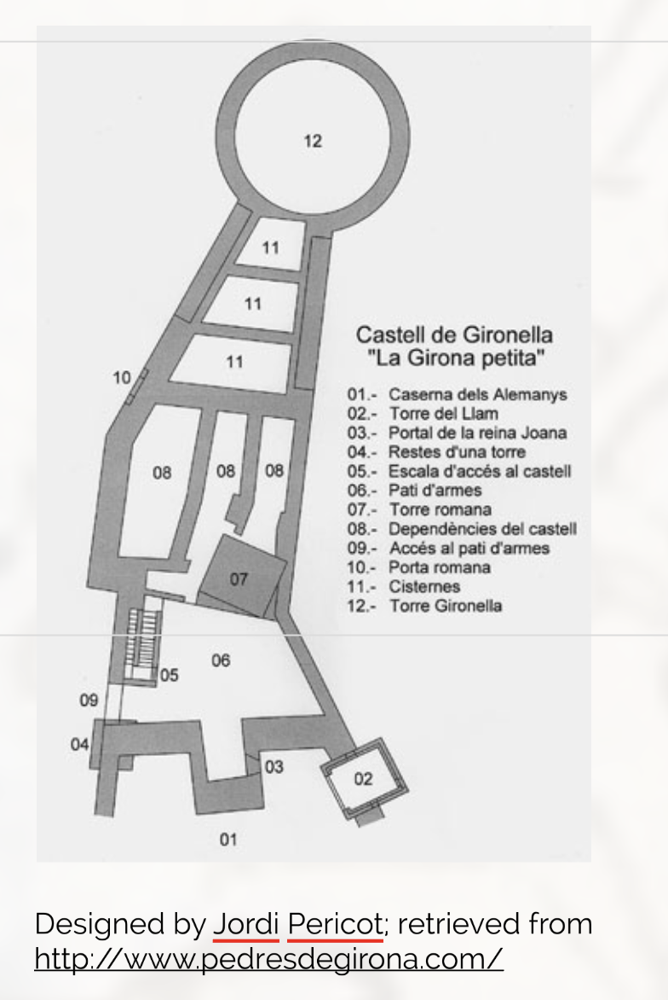 12
11
11
11
10
08
08
08
07
06
05
09
04
03
02
01
Castell de Gironella
"La Girona petita"
01.- Caserna dels Alemanys
02.- Torre del Llam
03.- Portal de la reina Joana
04.- Restes d'una torre
05.- Escala d'accés al castell
06.- Pati d'armes
07.- Torre romana
08.- Dependències del castell
09.- Accés al pati d'armes
10.- Porta romana
11.- Cisternes
12.- Torre Gironella
Designed by Jordi Pericot; retrieved from
http://www.pedresdegirona.com/